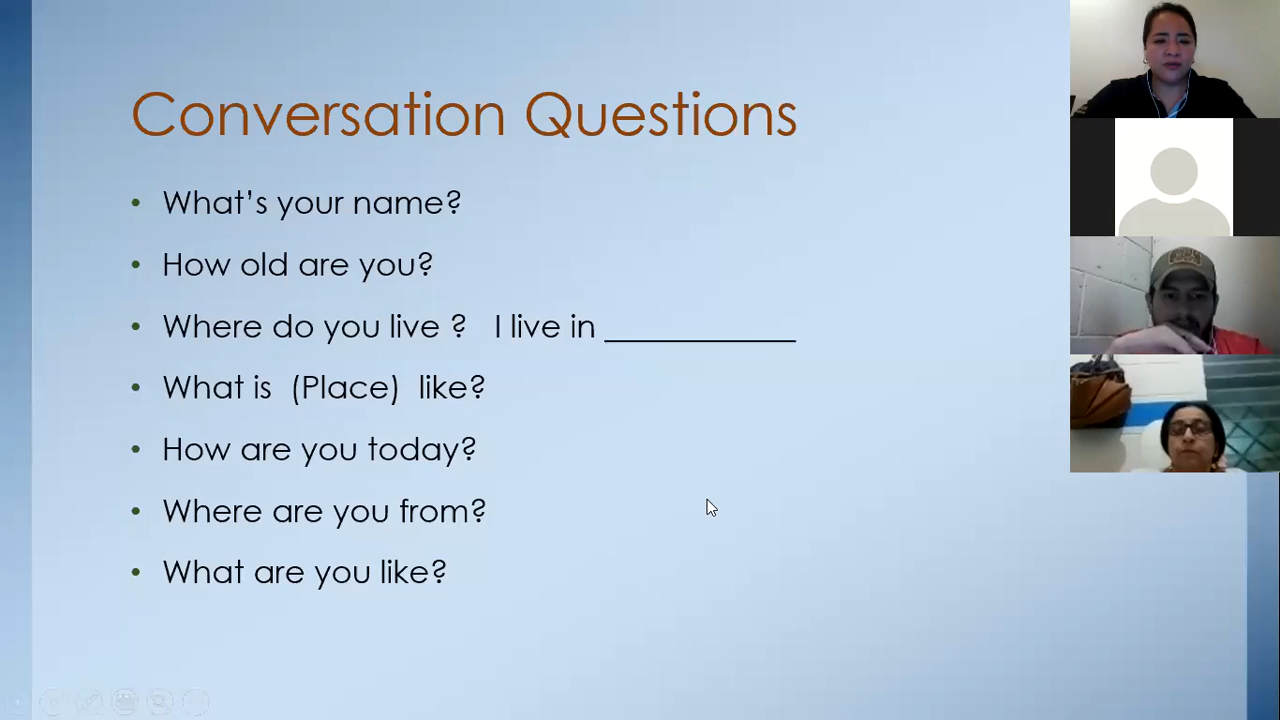 Conversation Questions
• What’s your name?
• How old are you?
• Where do you live ? I live in ____________
• What is (Place) like?
• How are you today?
• Where are you from?
• What are you like?